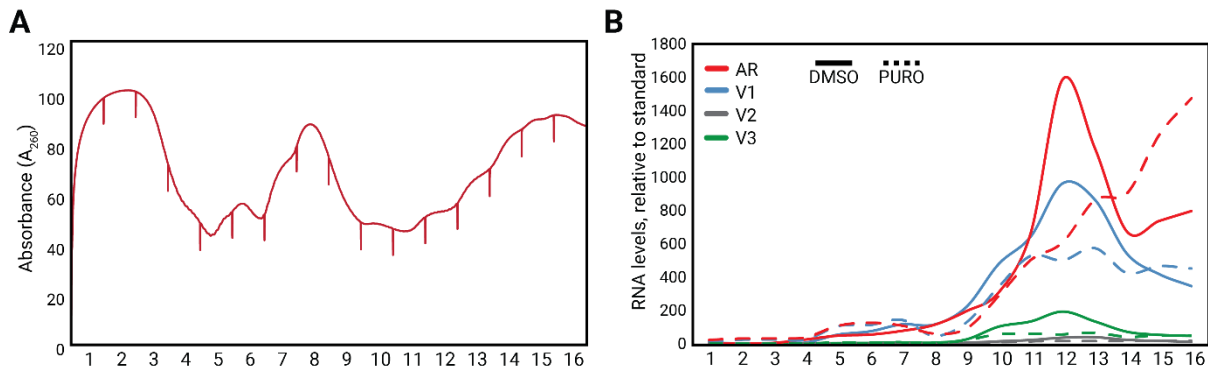 A
Absorbance (A260)
120
100
80
60
40
20
0
1 2 3 4 5 6 7 8 9 10 11 12 13 14 15 16
B
RNA levels, relative to standard
1800
1600
1400
1200
1000
800
600
400
200
0
AR
V1
V2
V3
DMSO PURO
1 2 3 4 5 6 7 8 9 10 11 12 13 14 15 16